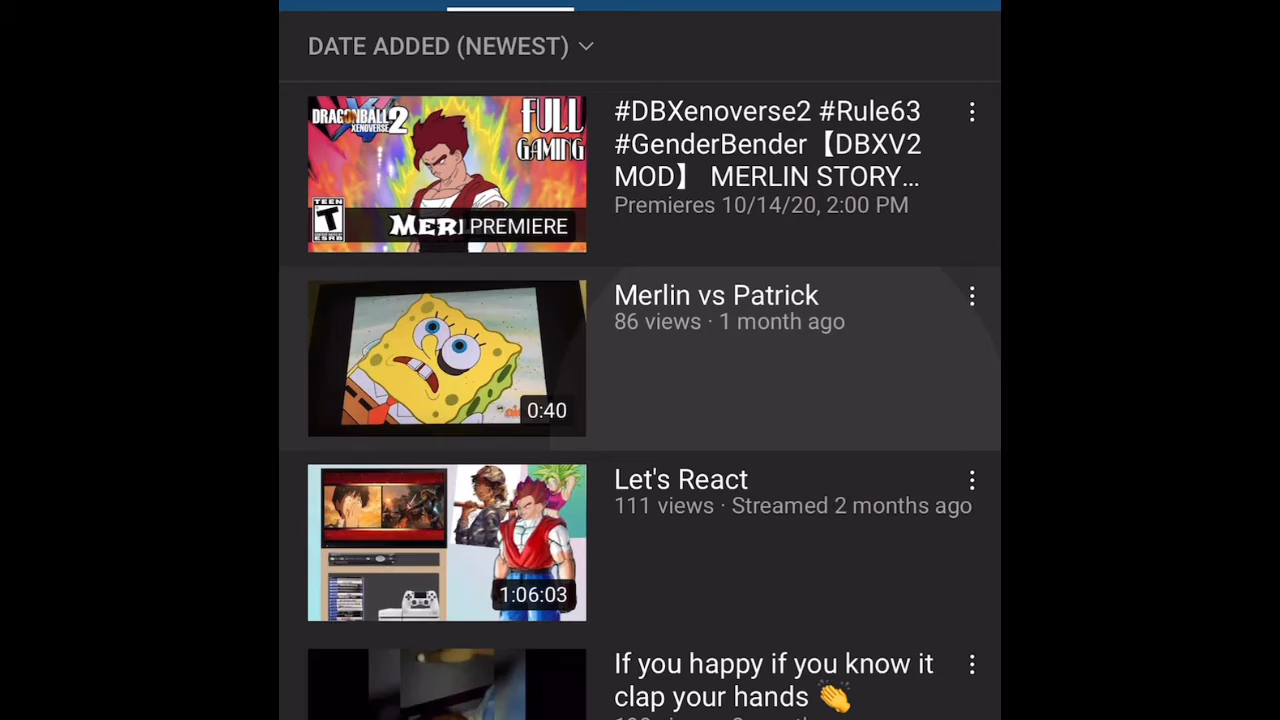 DATE ADDED (NEWEST)
DRAGONBALL
XENOVERSE 2
FULL
GAMING
TEEN
T
ESRB
MERL PREMIERE
#DBXenoverse2 #Rule63
#GenderBender【DBXV2
MOD】 MERLIN STORY...
Premieres 10/14/20, 2:00 PM
0:40
Merlin vs Patrick
86 views · 1 month ago
1:06:03
Let's React
111 views · Streamed 2 months ago
If you happy if you know it
clap your hands 👏